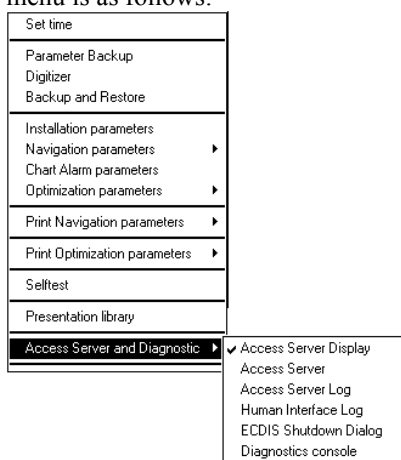 menu is as follows:
Set time
Parameter Backup
Digitizer
Backup and Restore
Installation parameters
Navigation parameters
Chart Alarm parameters
Optimization parameters
Print Navigation parameters
Print Optimization parameters
Selftest
Presentation library
Access Server and Diagnostic
Access Server Display
Access Server
Access Server Log
Human Interface Log
ECDIS Shutdown Dialog
Diagnostics console